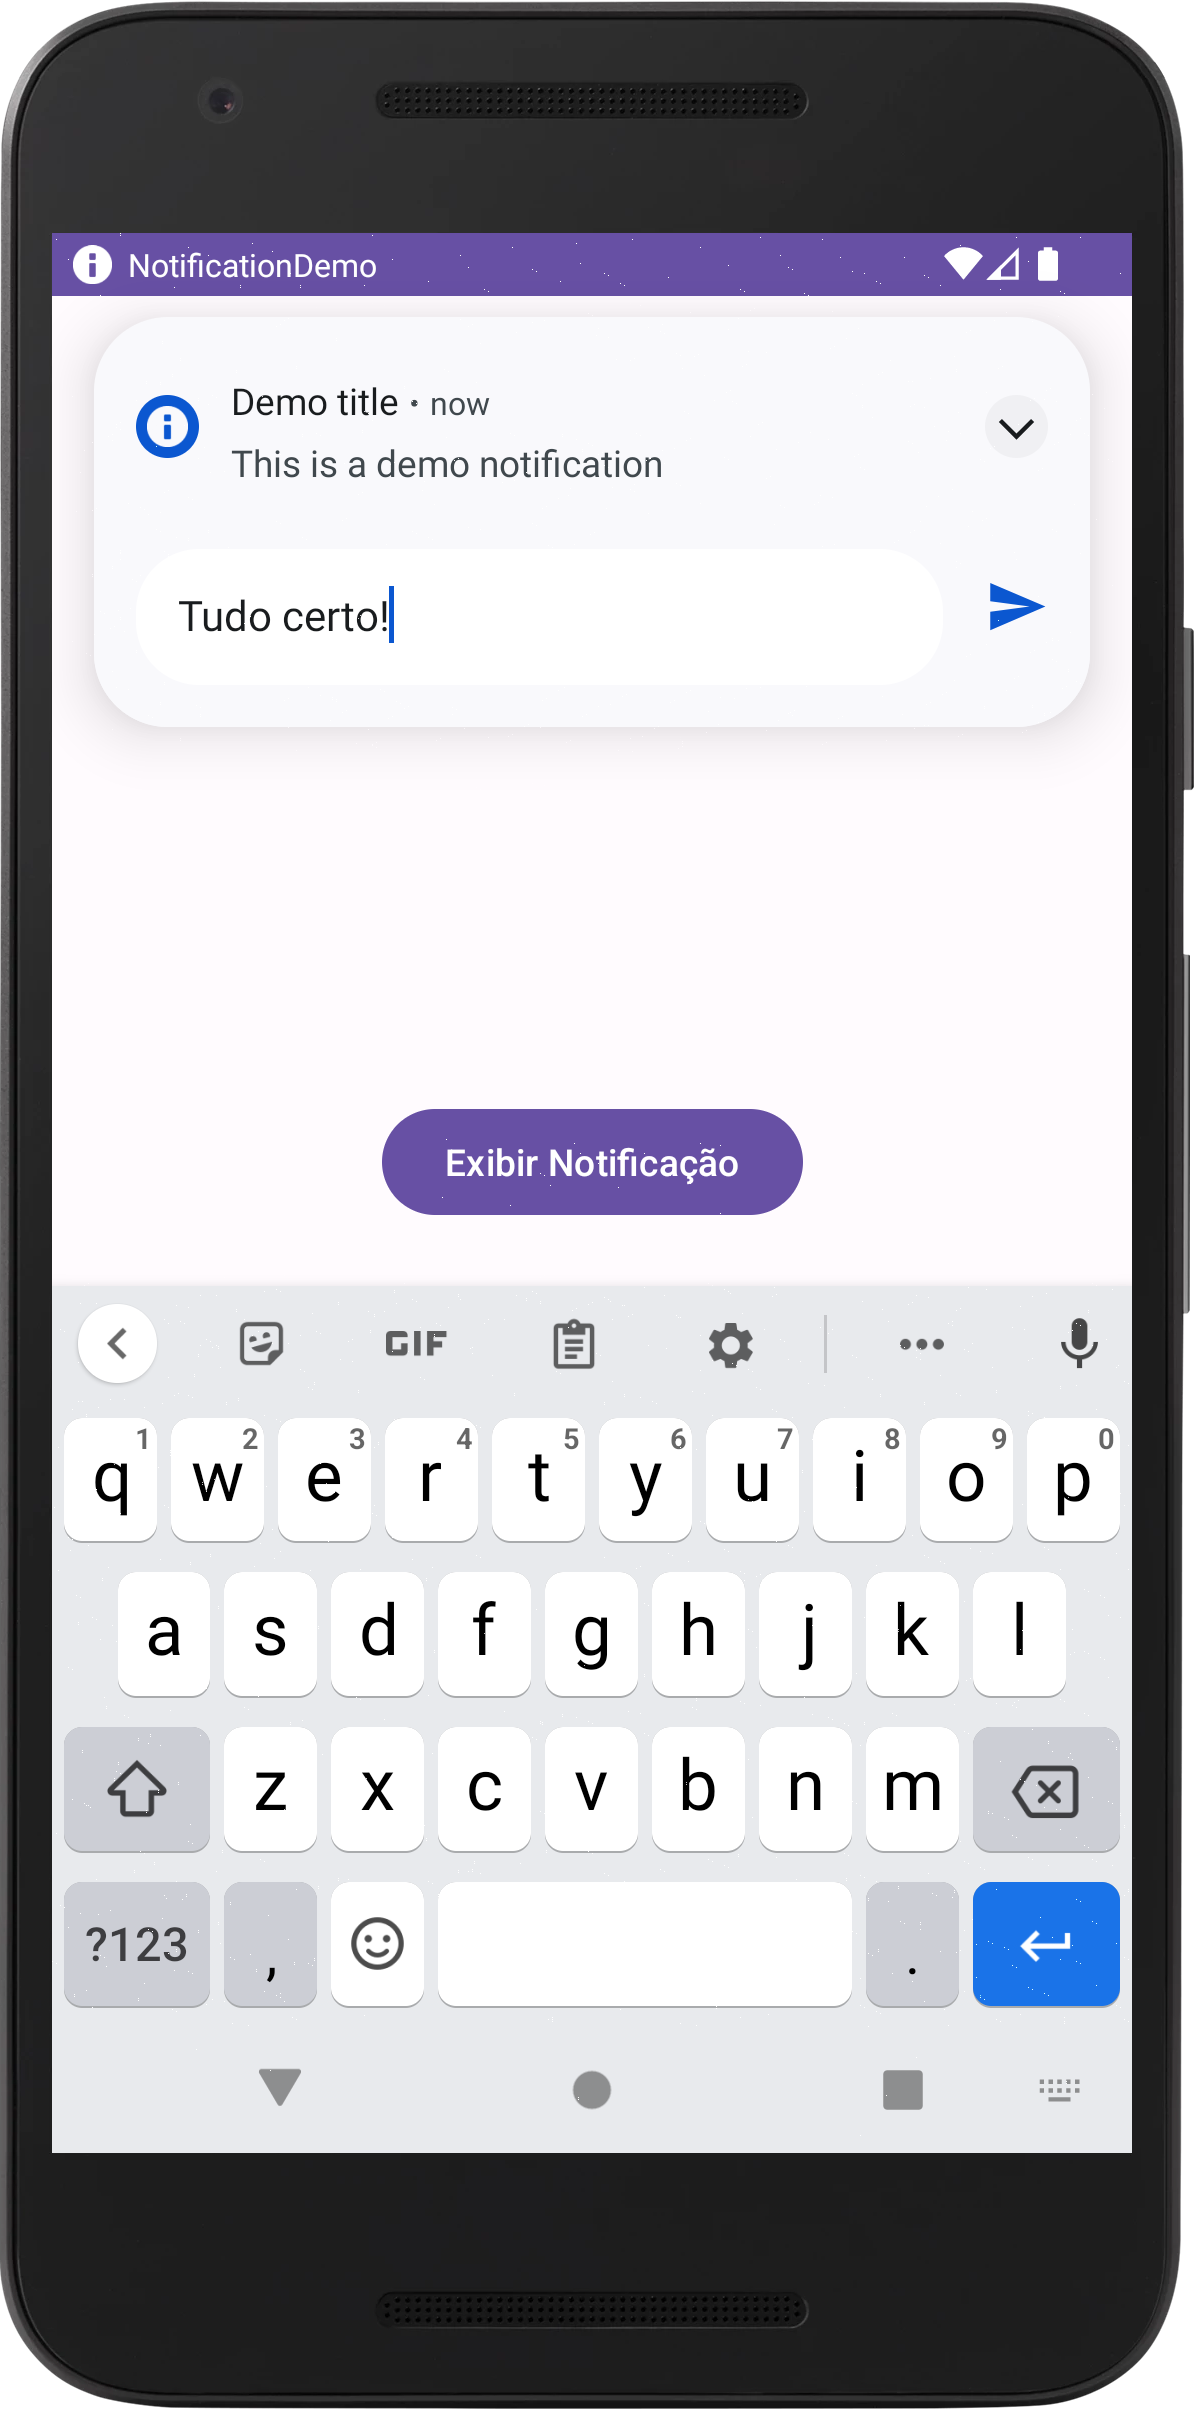 NotificationDemo
Demo title • now
This is a demo notification
Tudo certo!
Exibir Notificação
GIF
1 2 3 4 5 6 7 8 9 0
q w e r t y u i o p
a s d f g h j k l
z x c v b n m
?123 , .